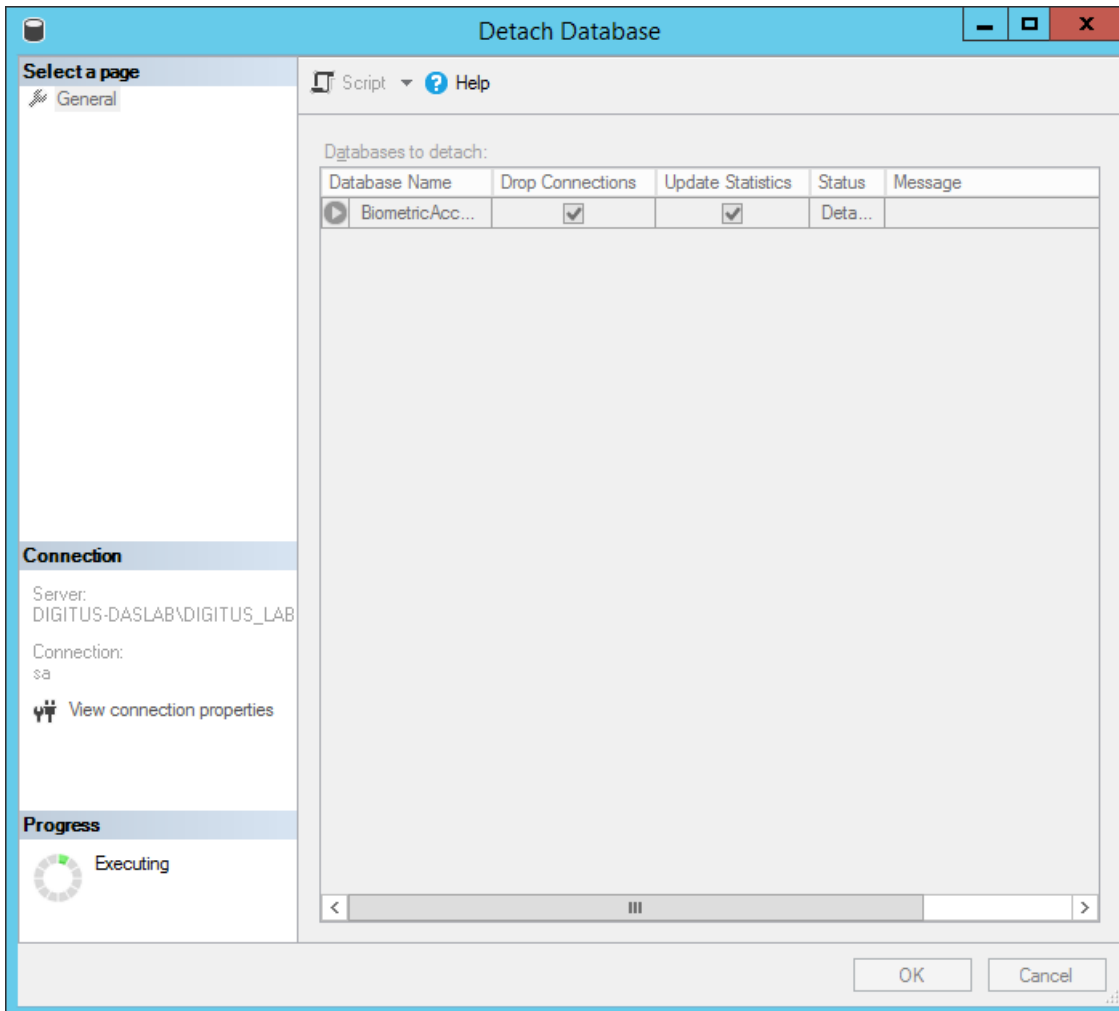 Detach Database
Select a page
General
Script
Help
Databases to detach:
Database Name Drop Connections Update Statistics Status Message
BiometricAcc... Deta...
Connection
Server:
DIGITUS-DASLAB\DIGITUS_LAB
Connection:
sa
View connection properties
Progress
Executing
OK Cancel